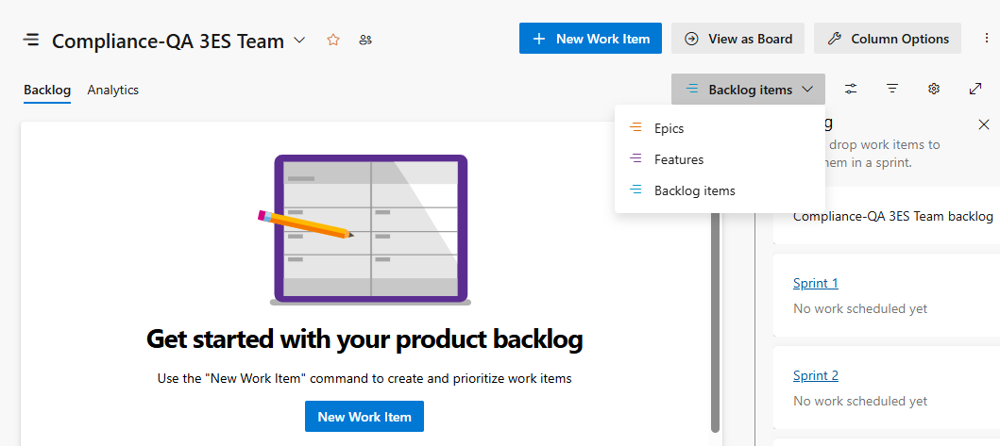 Compliance-QA 3ES Team
New Work Item
View as Board
Column Options
Backlog
Analytics
Backlog items
Epics
Features
Backlog items
drop work items to
in a sprint.
Compliance-QA 3ES Team backlog
Sprint 1
No work scheduled yet
Sprint 2
No work scheduled yet
Get started with your product backlog
Use the "New Work Item" command to create and prioritize work items
New Work Item